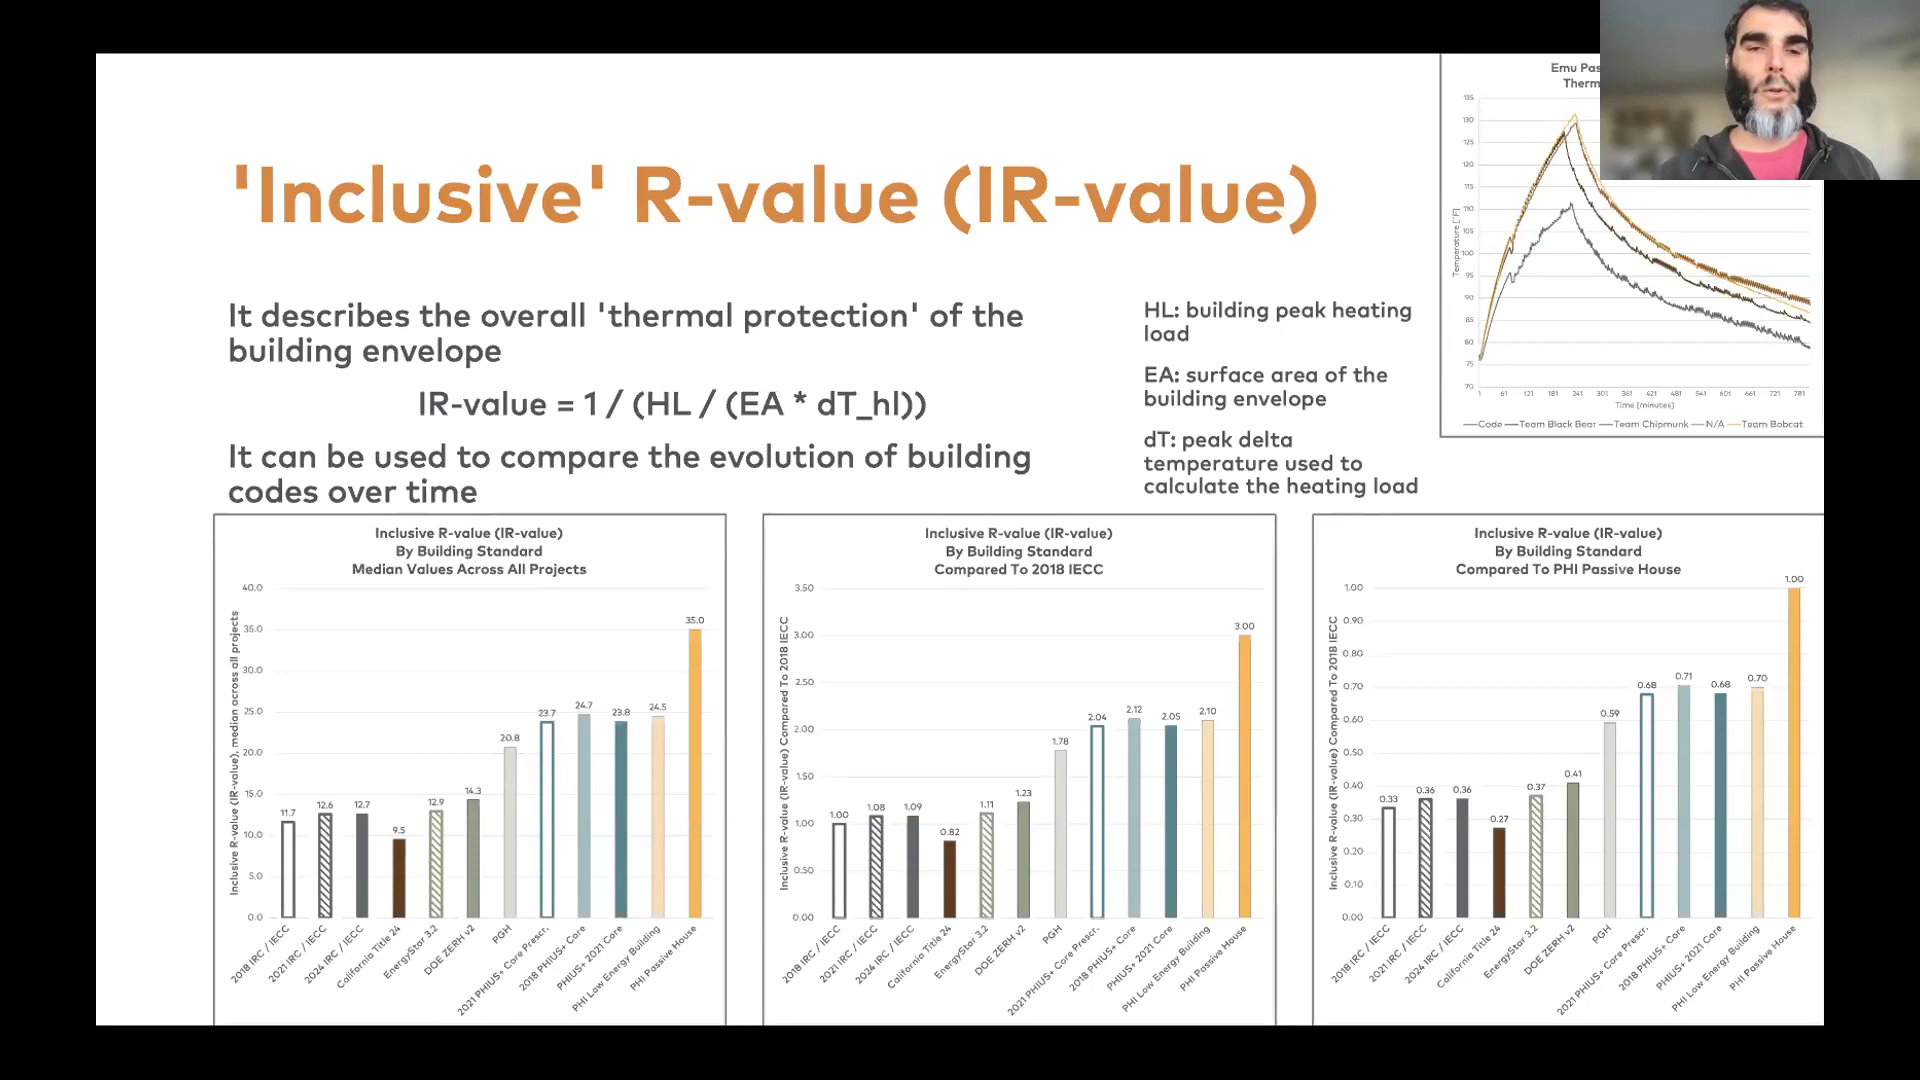 'Inclusive' R-value (IR-value)
It describes the overall 'thermal protection' of the
building envelope
IR-value = 1 / (HL / (EA * dT_hl))
It can be used to compare the evolution of building
codes over time
HL: building peak heating
load
EA: surface area of the
building envelope
dT: peak delta
temperature used to
calculate the heating load
Emu Pas
Therm
Temperature [°F]
135
130
125
120
115
110
105
100
95
90
85
80
75
70
1 61 121 181 241 301 361 421 481 541 601 661 721 781
Time [minutes]
Code Team Black Bear Team Chipmunk N/A Team Bobcat
Inclusive R-value (IR-value)
By Building Standard
Median Values Across All Projects
Inclusive R-value (IR-value), median across all projects
40.0
35.0
30.0
25.0
20.0
15.0
10.0
5.0
0.0
11.7 12.6 12.7 9.5 12.9 14.3 20.8 23.7 24.7 23.8 24.5 35.0
2018 IRC / IECC
2021 IRC / IECC
2024 IRC / IECC
California Title 24
EnergyStar 3.2
DOE ZERH v2
PGH
2021 PHIUS+ Core Prescr.
2018 PHIUS+ Core
PHIUS+ 2021 Core
PHI Low Energy Building
PHI Passive House
Inclusive R-value (IR-value)
By Building Standard
Compared To 2018 IECC
Inclusive R-value (IR-value) Compared To 2018 IECC
3.50
3.00
2.50
2.00
1.50
1.00
0.50
0.00
1.00 1.08 1.09 0.82 1.11 1.23 1.78 2.04 2.12 2.05 2.10 3.00
2018 IRC / IECC
2021 IRC / IECC
2024 IRC / IECC
California Title 24
EnergyStar 3.2
DOE ZERH v2
PGH
2021 PHIUS+ Core Prescr.
2018 PHIUS+ Core
PHIUS+ 2021 Core
PHI Low Energy Building
PHI Passive House
Inclusive R-value (IR-value)
By Building Standard
Compared To PHI Passive House
Inclusive R-value (IR-value) Compared To 2018 IECC
1.00
0.90
0.80
0.70
0.60
0.50
0.40
0.30
0.20
0.10
0.00
0.33 0.36 0.36 0.27 0.37 0.41 0.59 0.68 0.71 0.68 0.70 1.00
2018 IRC / IECC
2021 IRC / IECC
2024 IRC / IECC
California Title 24
EnergyStar 3.2
DOE ZERH v2
PGH
2021 PHIUS+ Core Prescr.
2018 PHIUS+ Core
PHIUS+ 2021 Core
PHI Low Energy Building
PHI Passive House